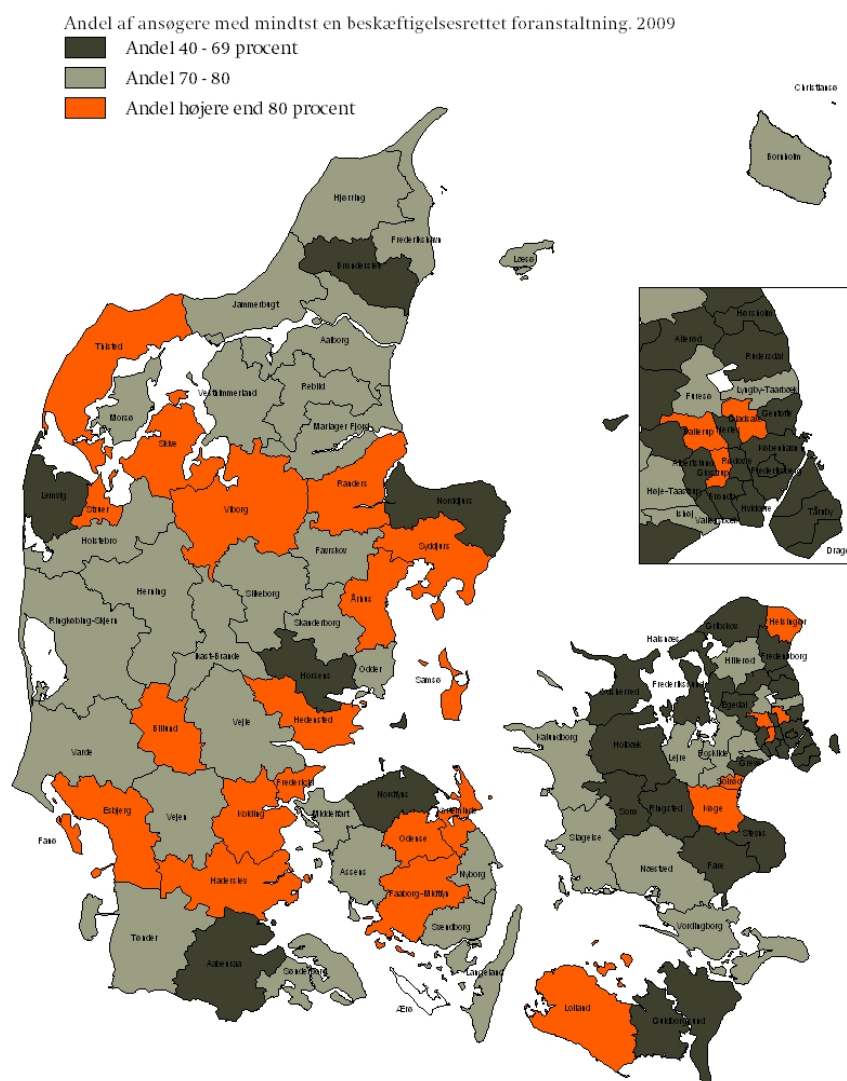 Andel af ansøgere med mindtst en beskæftigelsesrettet foranstaltning. 2009
Andel 40 - 69 procent
Andel 70 - 80
Andel højere end 80 procent
Christiansø
Bornholm
Hjørring
Frederikshavn
Brønderslev
Læsø
Jammerbugt
Thisted
Aalborg
Vesthimmerland
Rebild
Morsø
Mariager Fjord
Skive
Randers
Lemvig
Struer
Viborg
Norddjurs
Holstebro
Favrskov
Syddjurs
Herning
Silkeborg
Århus
Ringkøbing-Skjern
Skanderborg
Ikast-Brande
Horsens
Odder
Samsø
Hedensted
Billund
Vejle
Varde
Fredericia
Esbjerg
Vejen
Kolding
Middelfart
Nordfyns
Kerteminde
Fanø
Odense
Assens
Nyborg
Haderslev
Faaborg-Midtfyn
Svendborg
Tønder
Aabenraa
Sønderborg
Langeland
Ærø
Hørsholm
Allerød
Rudersdal
Lyngby-Taarbæk
Furesø
Gladsaxe
Gentofte
Ballerup
Herlev
København
Rødovre
Albertslund
Frederiksberg
Glostrup
Høje-Taastrup
Brøndby
Hvidovre
Ishøj
Vallensbæk
Tårnby
Drage
Helsingør
Gribskov
Halsnæs
Fredensborg
Hillerød
Frederikssund
Odsherred
Egedal
Kalundborg
Holbæk
Lejre
Roskilde
Greve
Solrød
Køge
Sorø
Ringsted
Stevns
Slagelse
Næstved
Faxe
Vordingborg
Lolland
Guldborgsund